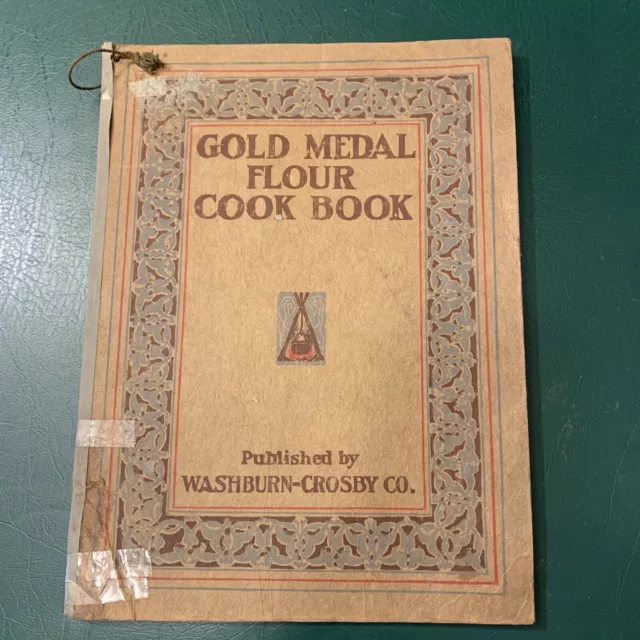 GOLD MEDAL
FLOUR
COOK BOOK
Published by
WASHBURN-CROSBY CO.